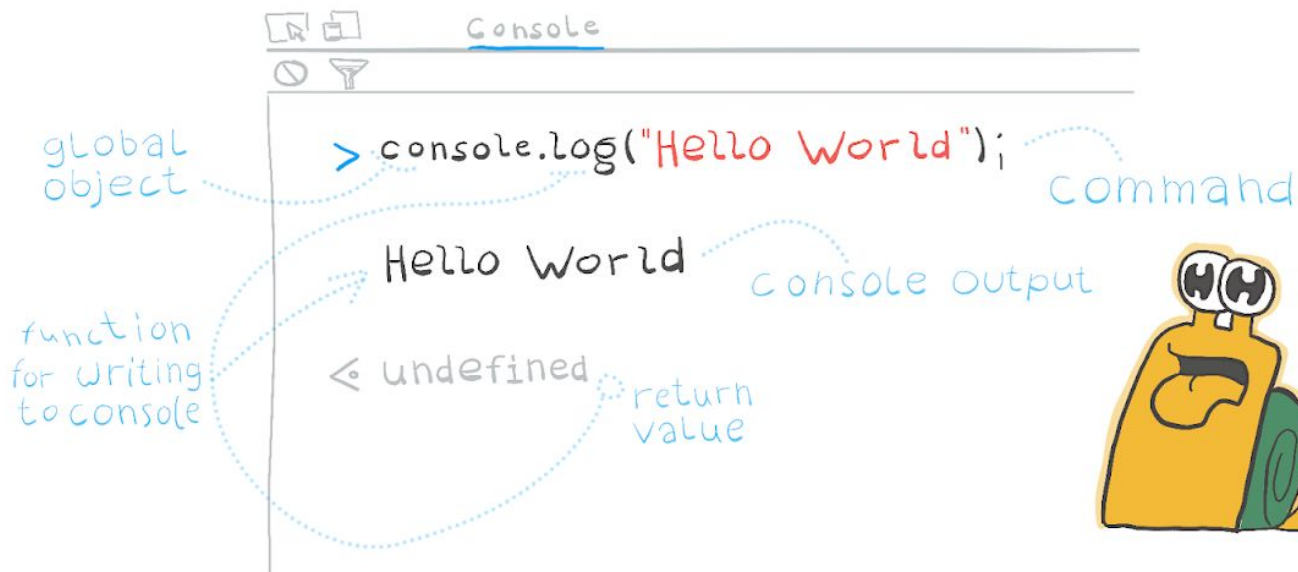 Console
global
object
> console.log("Hello World");
command
Hello World
console output
function
for writing
to console
< undefined
return
value